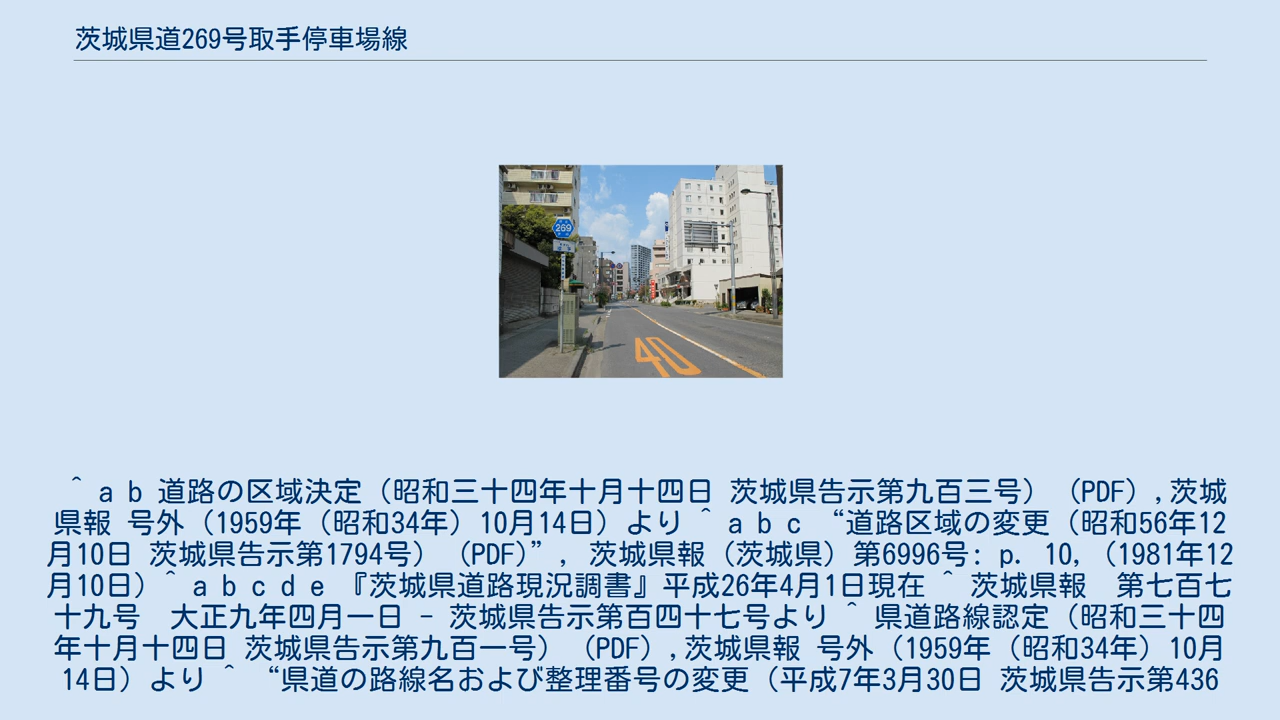 茨城県道269号取手停車場線
269
40
＾ a b 道路の区域決定（昭和三十四年十月十四日 茨城県告示第九百三号）（PDF）,茨城
県報 号外（1959年（昭和34年）10月14日）より ＾ a b c “道路区域の変更（昭和56年12
月10日 茨城県告示第1794号）（PDF）”, 茨城県報（茨城県）第6996号: p. 10,（1981年12
月10日）＾ a b c d e 『茨城県道路現況調書』平成26年4月1日現在 ＾ 茨城県報　第七百七
十九号　大正九年四月一日 - 茨城県告示第百四十七号より ＾ 県道路線認定（昭和三十四
年十月十四日 茨城県告示第九百一号）（PDF）,茨城県報 号外（1959年（昭和34年）10月
14日）より ＾ “県道の路線名および整理番号の変更（平成7年3月30日 茨城県告示第436